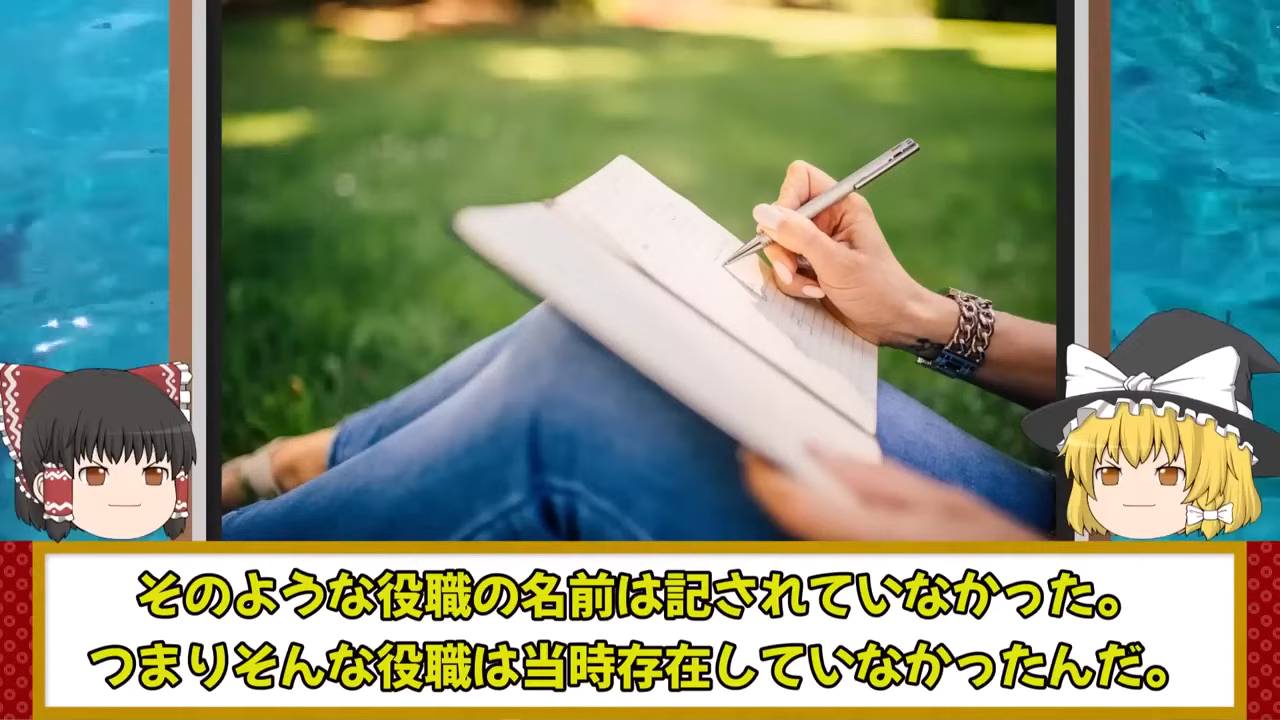 そのような役職の名前は記されていなかった。
つまりそんな役職は当時存在していなかったんだ。